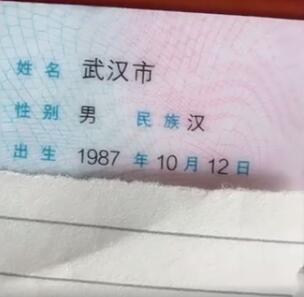 姓名 武汉市
性别 男 民族 汉
出生 1987 年 10 月 12 日